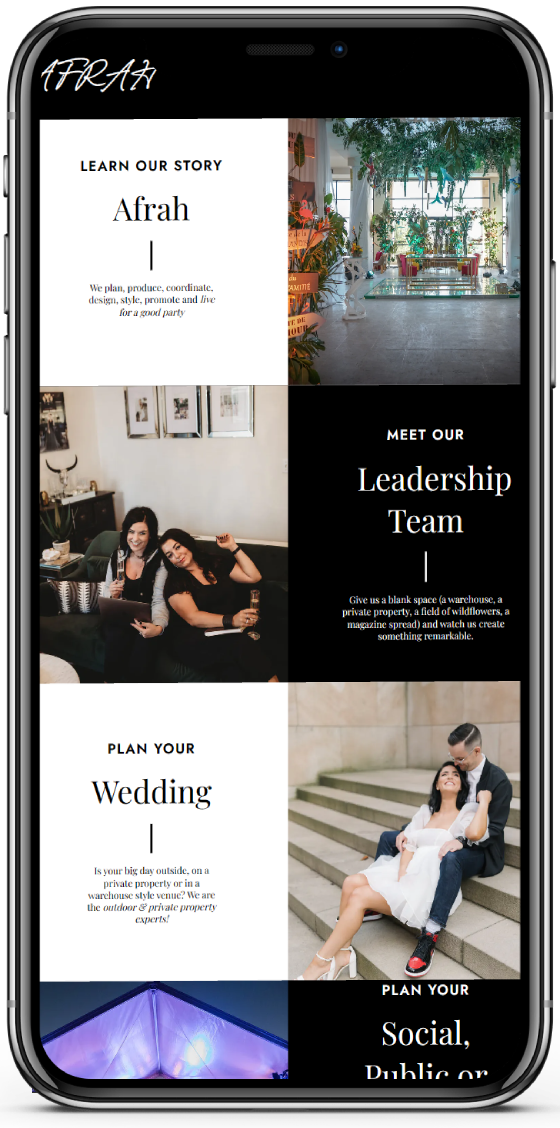 AFRAH
LEARN OUR STORY
Afrah
We plan, produce, coordinate,
design, style, promote and live
for a good party
MEET OUR
Leadership
Team
Give us a blank space (a warehouse, a
private property, a field of wildflowers, a
magazine spread) and watch us create
something remarkable.
PLAN YOUR
Wedding
Is your big day outside, on a
private property or in a
warehouse style venue? We are
the outdoor & private property
experts!
PLAN YOUR
Social,
Public or